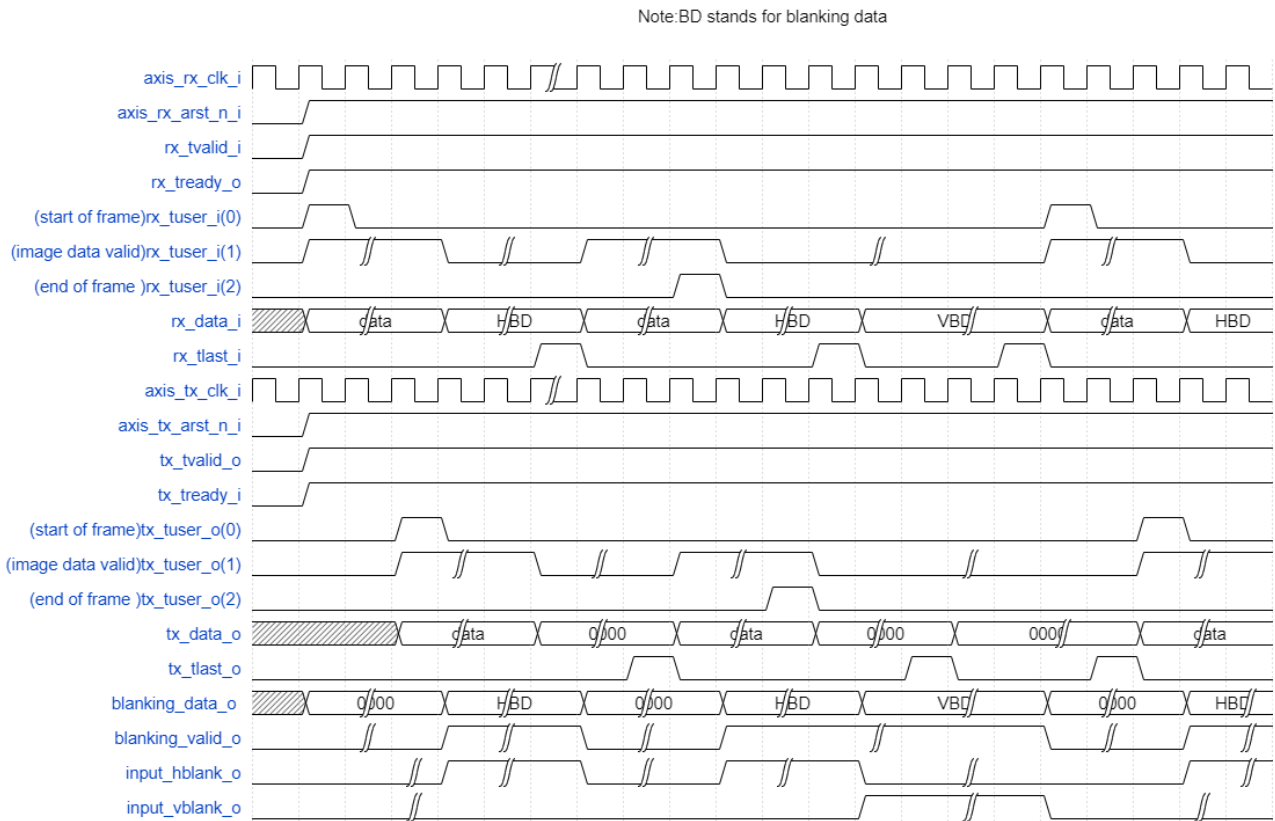 Note:BD stands for blanking data
axis_rx_clk_i
axis_rx_arst_n_i
rx_tvalid_i
rx_tready_o
(start of frame)rx_tuser_i(0)
(image data valid)rx_tuser_i(1)
(end of frame )rx_tuser_i(2)
rx_data_i data HBD data HBD VBD data HBD
rx_tlast_i
axis_tx_clk_i
axis_tx_arst_n_i
tx_tvalid_o
tx_tready_i
(start of frame)tx_tuser_o(0)
(image data valid)tx_tuser_o(1)
(end of frame )tx_tuser_o(2)
tx_data_o data 0000 data 0000 0000 data
tx_tlast_o
blanking_data_o 0000 HBD 0000 HBD VBD 0000 HBD
blanking_valid_o
input_hblank_o
input_vblank_o